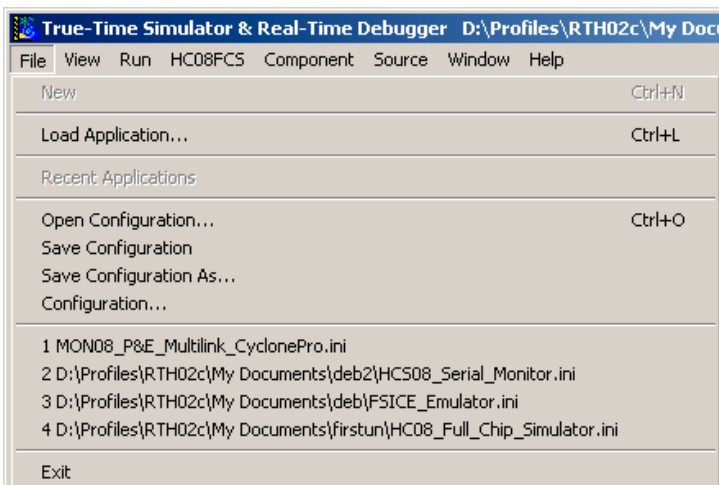 True-Time Simulator & Real-Time Debugger D:\Profiles\RTH02c\My Docu
File View Run HC08FCS Component Source Window Help
New Ctrl+N
Load Application... Ctrl+L
Recent Applications
Open Configuration... Ctrl+O
Save Configuration
Save Configuration As...
Configuration...
1 MON08_P&E_Multilink_CyclonePro.ini
2 D:\Profiles\RTH02c\My Documents\deb2\HCS08_Serial_Monitor.ini
3 D:\Profiles\RTH02c\My Documents\deb\FSICE_Emulator.ini
4 D:\Profiles\RTH02c\My Documents\firstun\HC08_Full_Chip_Simulator.ini
Exit